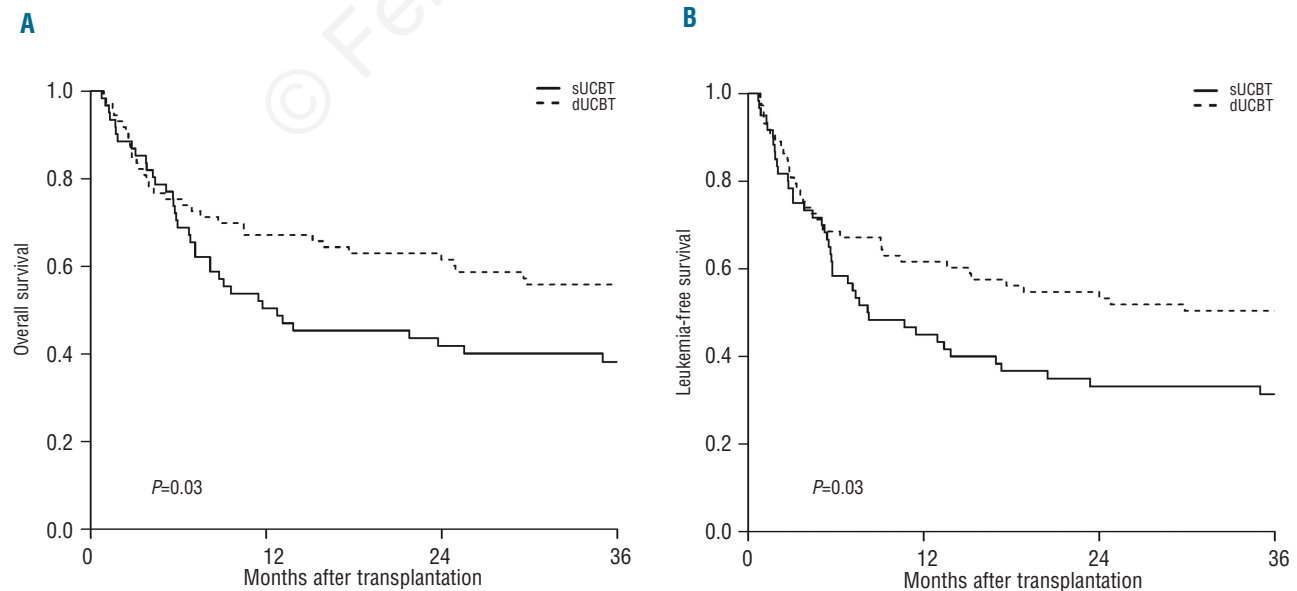 A
© Fe
sUCBT
dUCBT
Overall survival
1.0
0.8
0.6
0.4
0.2
0.0
P=0.03
0
12
24
36
Months after transplantation
B
sUCBT
dUCBT
Leukemia-free survival
1.0
0.8
0.6
0.4
0.2
0.0
P=0.03
0
12
24
36
Months after transplantation